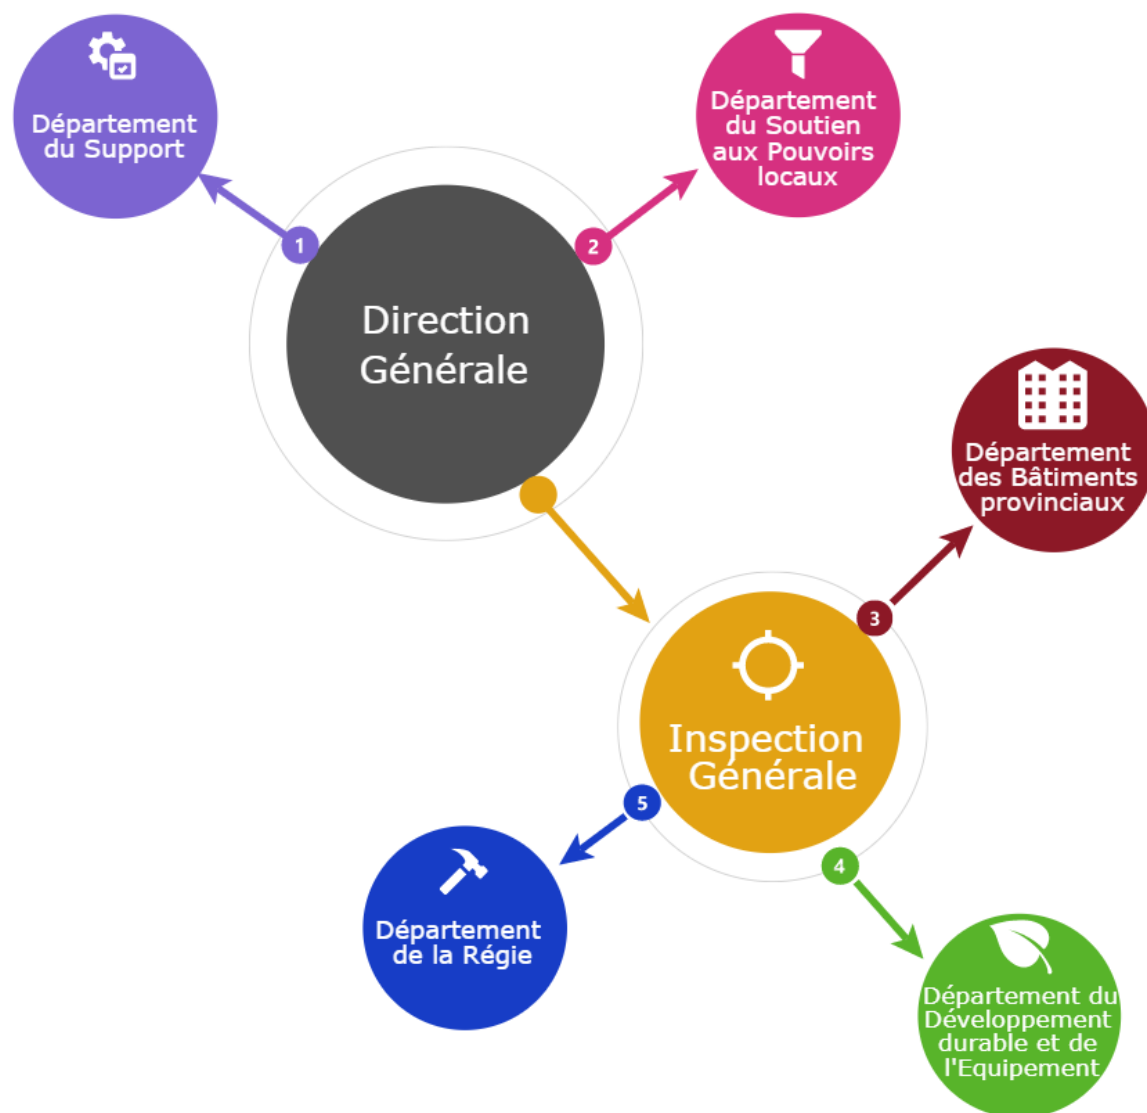 Département
du Support
Département
du Soutien
aux Pouvoirs
locaux
1
2
Direction
Générale
Département
des Bâtiments
provinciaux
3
Inspection
Générale
5
4
Département
de la Régie
Département du
Développement
durable et de
l'Equipement